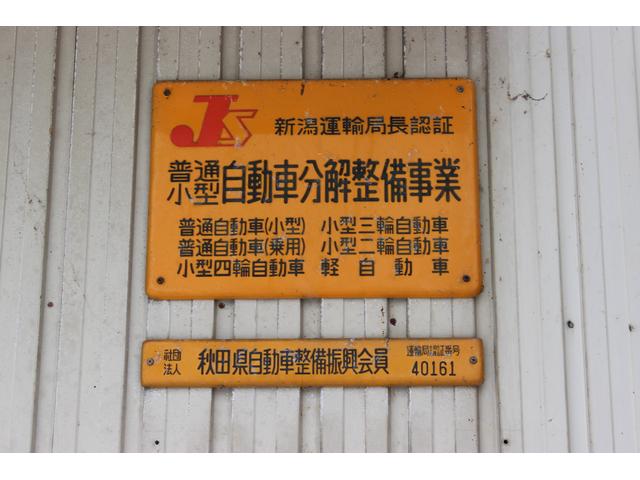 JS 新潟運輸局長認証
普通
小型 自動車分解整備事業
普通自動車(小型) 小型三輪自動車
普通自動車(乗用) 小型二輪自動車
小型四輪自動車 軽自動車
社団
法人 秋田県自動車整備振興会員 運輸局認証番号
40161